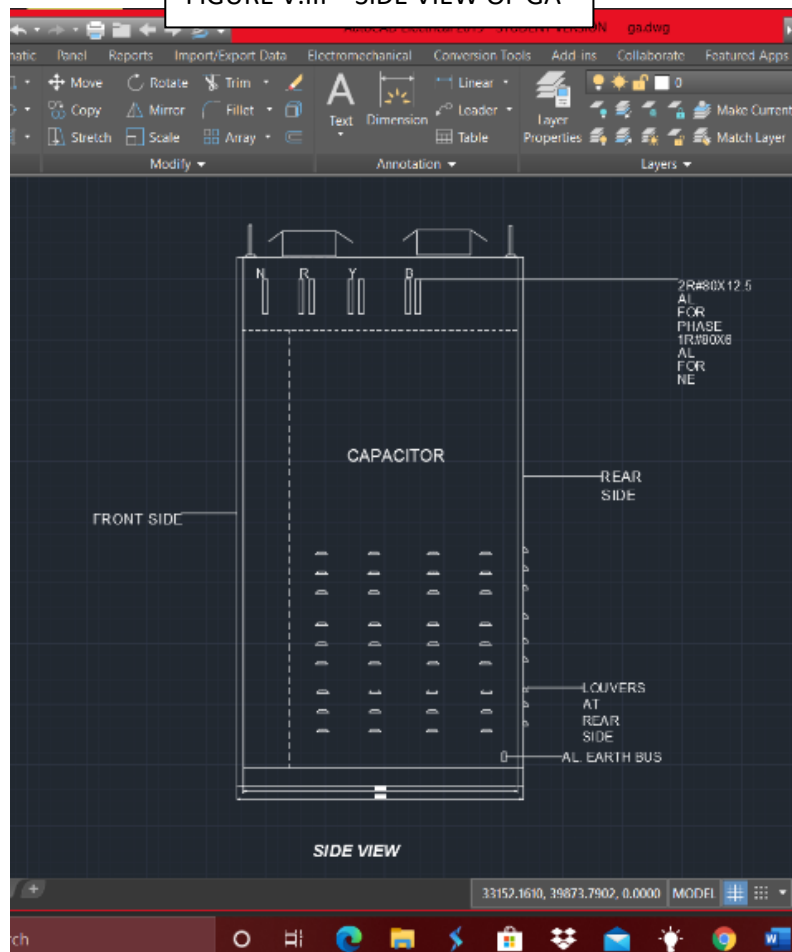 FIGURE V.III – SIDE VIEW OF GA
ga.dwg
Panel Reports Import/Export Data Electromechanical Conversion Tools Add-ins Collaborate Featured Apps
Move Rotate Trim
Copy Mirror Fillet
Stretch Scale Array
Modify
Text Dimension
Linear
Leader
Table
Annotation
Layer
Properties
0
Make Current
Match Layer
Layers
N R Y B
2R#80X12.5
AL
FOR
PHASE
1R#80X6
AL
FOR
NE
CAPACITOR
REAR
SIDE
FRONT SIDE
LOUVERS
AT
REAR
SIDE
AL. EARTH BUS
SIDE VIEW
33152.1610, 39873.7902, 0.0000 MODEL